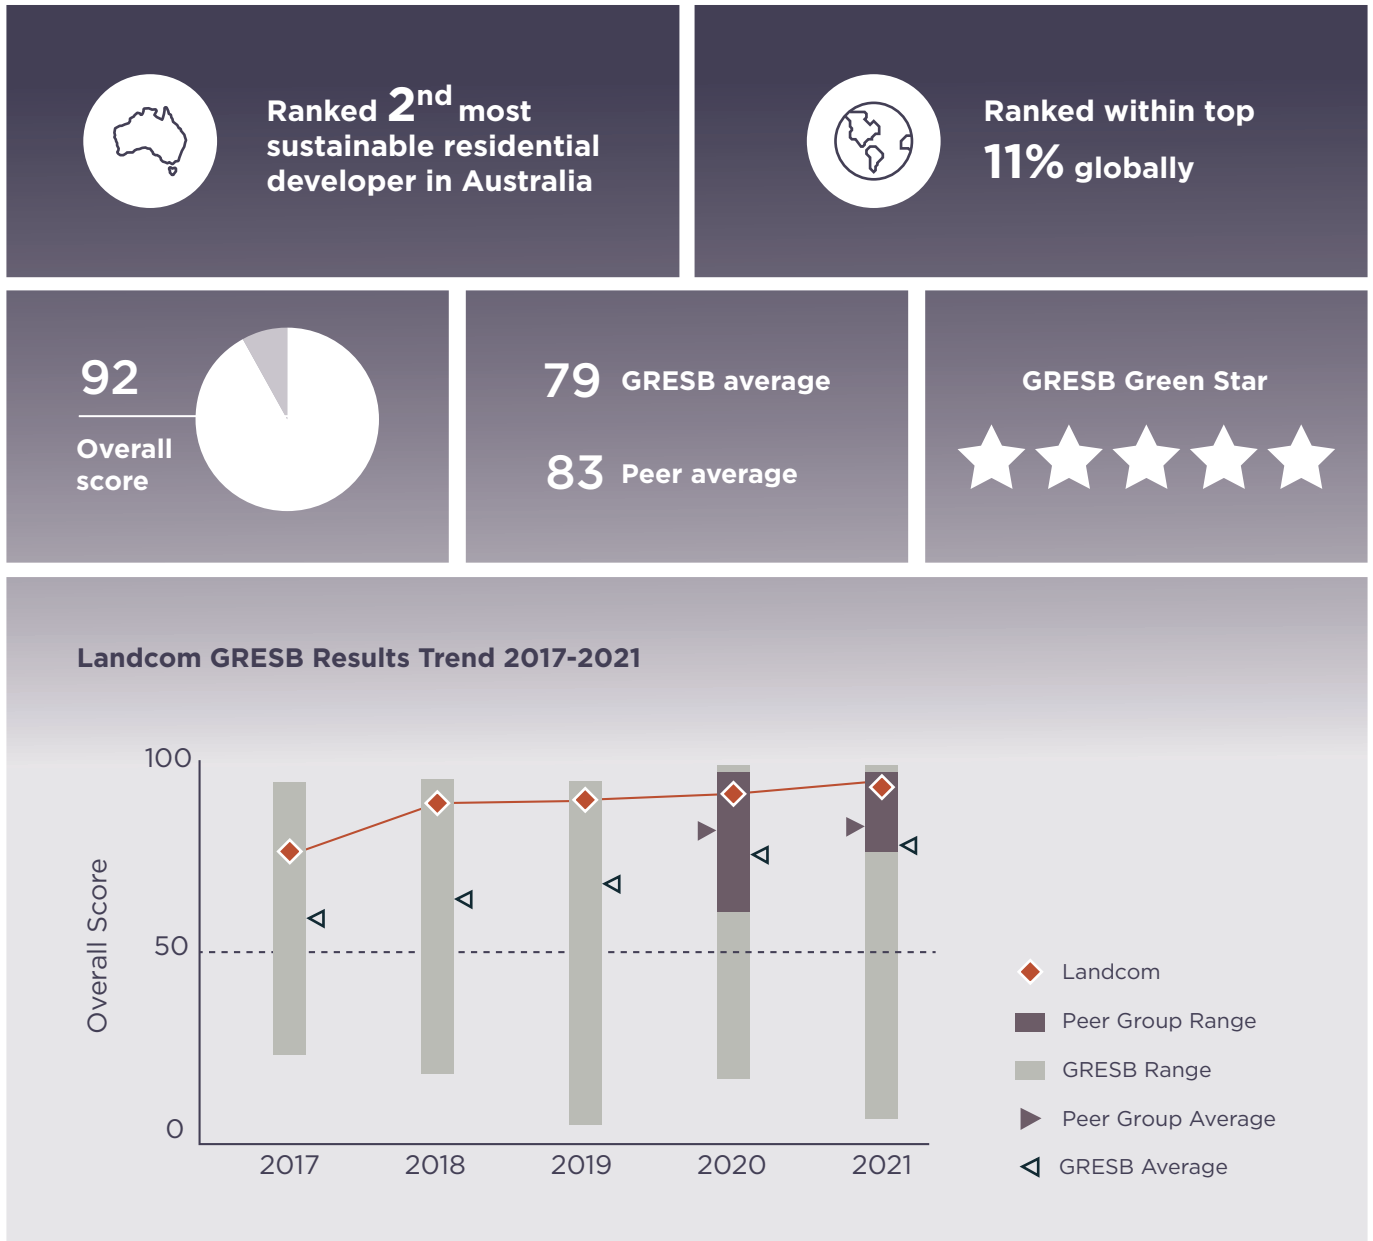 Ranked 2nd most
sustainable residential
developer in Australia
Ranked within top
11% globally
92
Overall
score
79 GRESB average
83 Peer average
GRESB Green Star
Landcom GRESB Results Trend 2017-2021
Overall Score
100
50
0
2017 2018 2019 2020 2021
Landcom
Peer Group Range
GRESB Range
Peer Group Average
GRESB Average